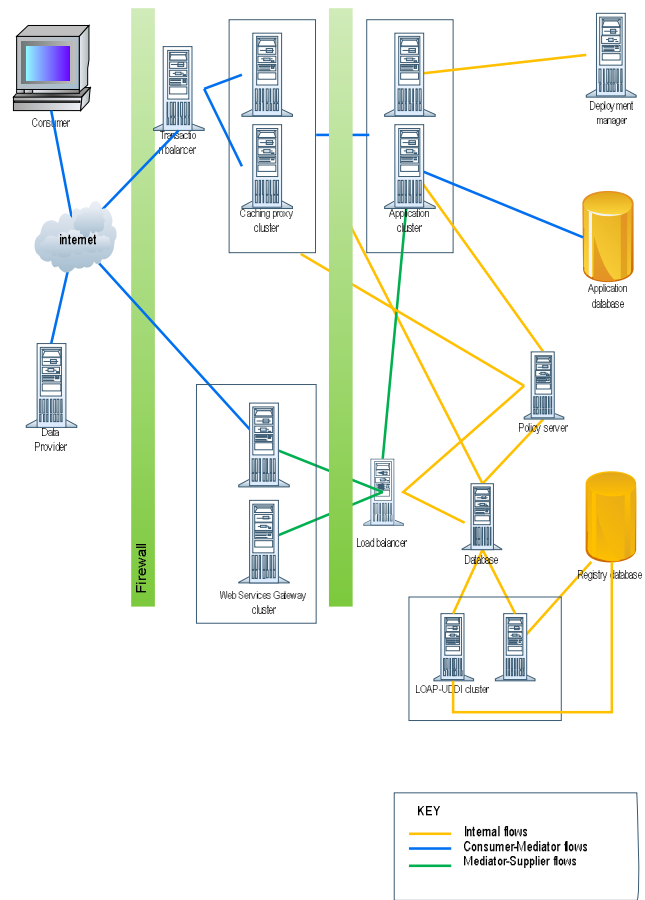 Consumer
Transactio
n balancer
Caching proxy
cluster
Application
cluster
Deployment
manager
internet
Application
database
Data
Provider
Policy server
Firewall
Load balancer
Database
Registry database
Web Services Gateway
cluster
LOAP-UDDI cluster
KEY
Internal flows
Consumer-Mediator flows
Mediator-Supplier flows